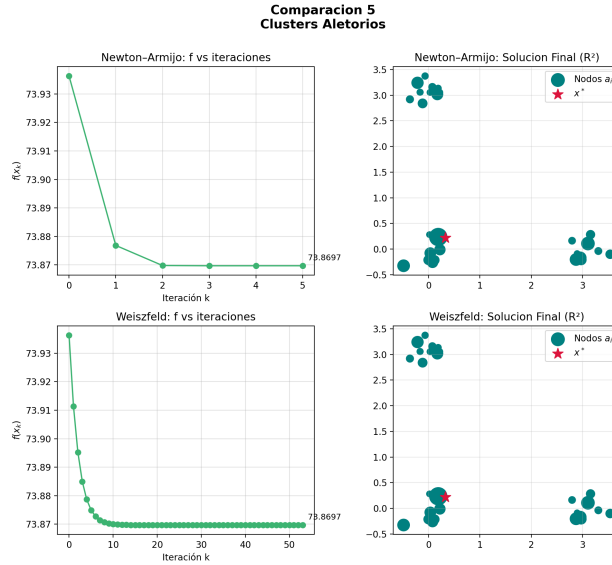 Comparacion 5
Clusters Aletorios
Newton–Armijo: f vs iteraciones
f(xₖ)
73.93
73.92
73.91
73.90
73.89
73.88
73.87
73.8697
0 1 2 3 4 5
Iteración k
Newton–Armijo: Solucion Final (R²)
3.5
3.0
2.5
2.0
1.5
1.0
0.5
0.0
−0.5
0 1 2 3
Nodos aᵢ
x*
Weiszfeld: f vs iteraciones
f(xₖ)
73.93
73.92
73.91
73.90
73.89
73.88
73.87
73.8697
0 10 20 30 40 50
Iteración k
Weiszfeld: Solucion Final (R²)
3.5
3.0
2.5
2.0
1.5
1.0
0.5
0.0
−0.5
0 1 2 3
Nodos aᵢ
x*